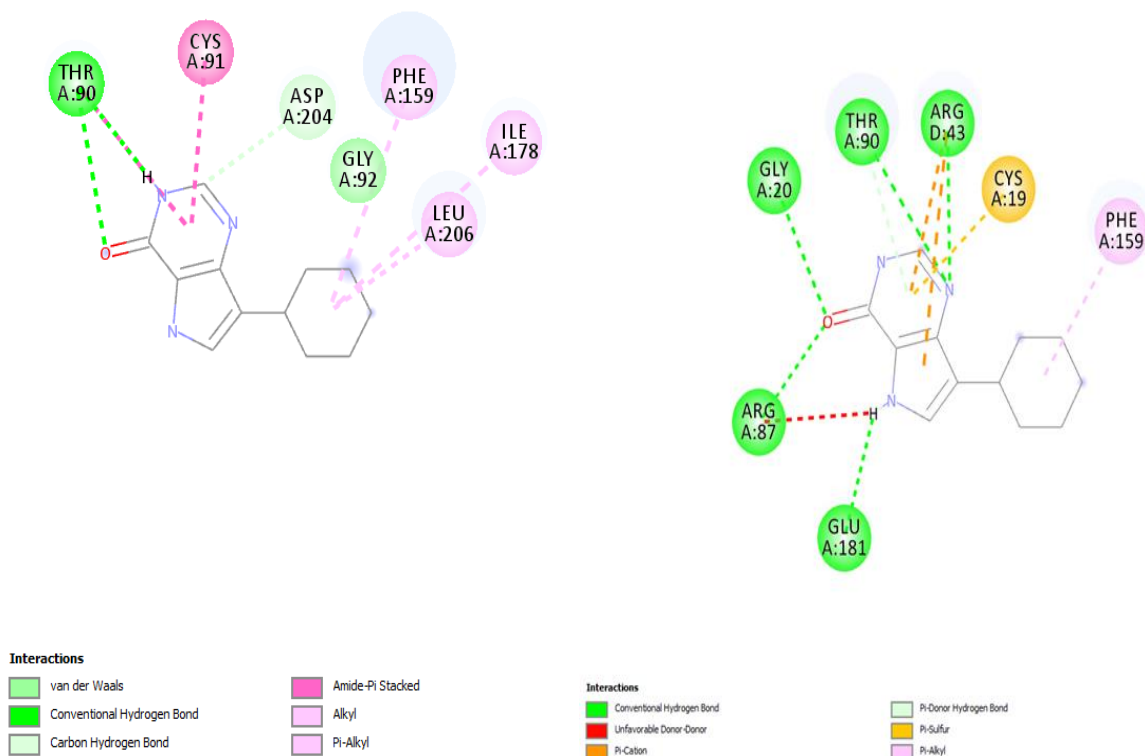 CYS
A:91
THR
A:90
ASP
A:204
PHE
A:159
GLY
A:92
ILE
A:178
LEU
A:206
H
N
N
O
N
THR
A:90
ARG
D:43
GLY
A:20
CYS
A:19
PHE
A:159
N
N
O
N
H
ARG
A:87
GLU
A:181
Interactions
van der Waals
Conventional Hydrogen Bond
Carbon Hydrogen Bond
Amide-Pi Stacked
Alkyl
Pi-Alkyl
Interactions
Conventional Hydrogen Bond
Unfavorable Donor-Donor
Pi-Cation
Pi-Donor Hydrogen Bond
Pi-Sulfur
Pi-Alkyl